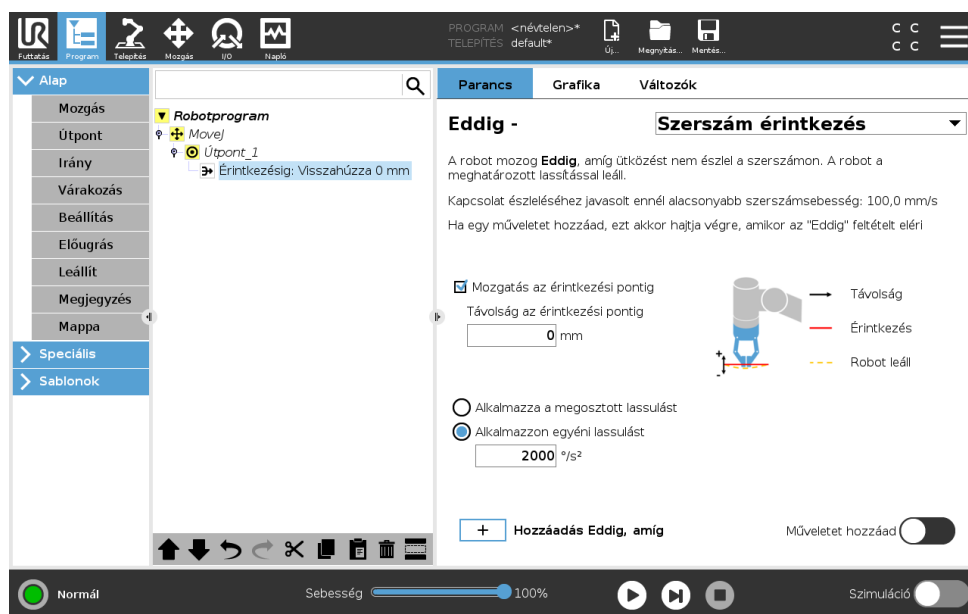 Futtatás
Program
Telepítés
Mozgás
I/O
Napló
PROGRAM <névtelen>*
TELEPÍTÉS default*
Új...
Megnyitás...
Mentés...
C C
C C
Alap
Mozgás
Útpont
Irány
Várakozás
Beállítás
Előugrás
Leállít
Megjegyzés
Mappa
Speciális
Sablonok
Robotprogram
MoveJ
Útpont_1
Érintkezésig: Visszahúzza 0 mm
Parancs
Grafika
Változók
Eddig -
Szerszám érintkezés
A robot mozog Eddig, amíg ütközést nem észlel a szerszámon. A robot a
meghatározott lassítással leáll.
Kapcsolat észleléséhez javasolt ennél alacsonyabb szerszámsebesség: 100,0 mm/s
Ha egy műveletet hozzáad, ezt akkor hajtja végre, amikor az "Eddig" feltételt eléri
Mozgatás az érintkezési pontig
Távolság az érintkezési pontig
0 mm
+
-
Távolság
Érintkezés
Robot leáll
Alkalmazza a megosztott lassulást
Alkalmazzon egyéni lassulást
2000 °/s²
+ Hozzáadás Eddig, amíg
Műveletet hozzáad
Normál
Sebesség
100%
Szimuláció